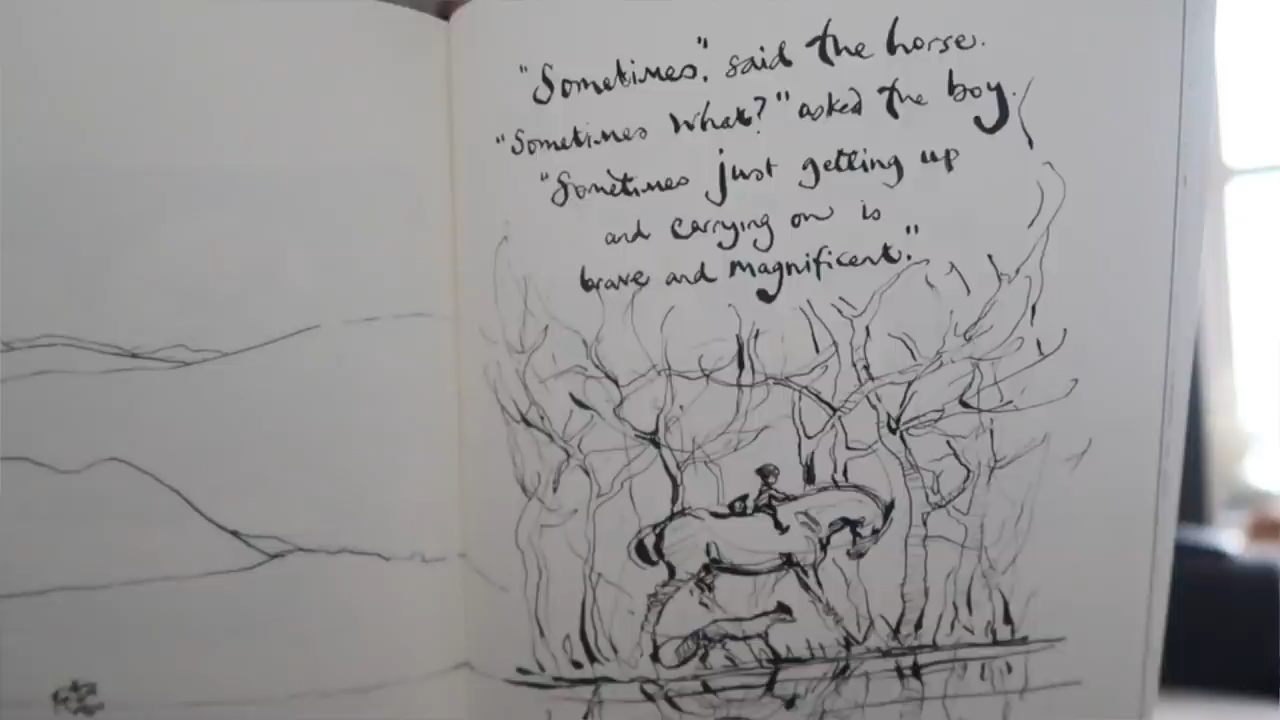 "Sometimes", said the horse.
"Sometimes what?" asked the boy.
"Sometimes just getting up
and carrying on is
brave and magnificent."